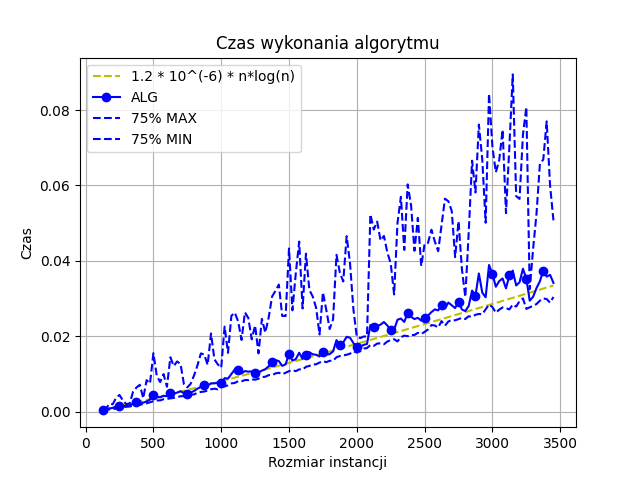 Czas wykonania algorytmu
1.2 * 10^(-6) * n*log(n)
ALG
75% MAX
75% MIN
Czas
0.08
0.06
0.04
0.02
0.00
0 500 1000 1500 2000 2500 3000 3500
Rozmiar instancji